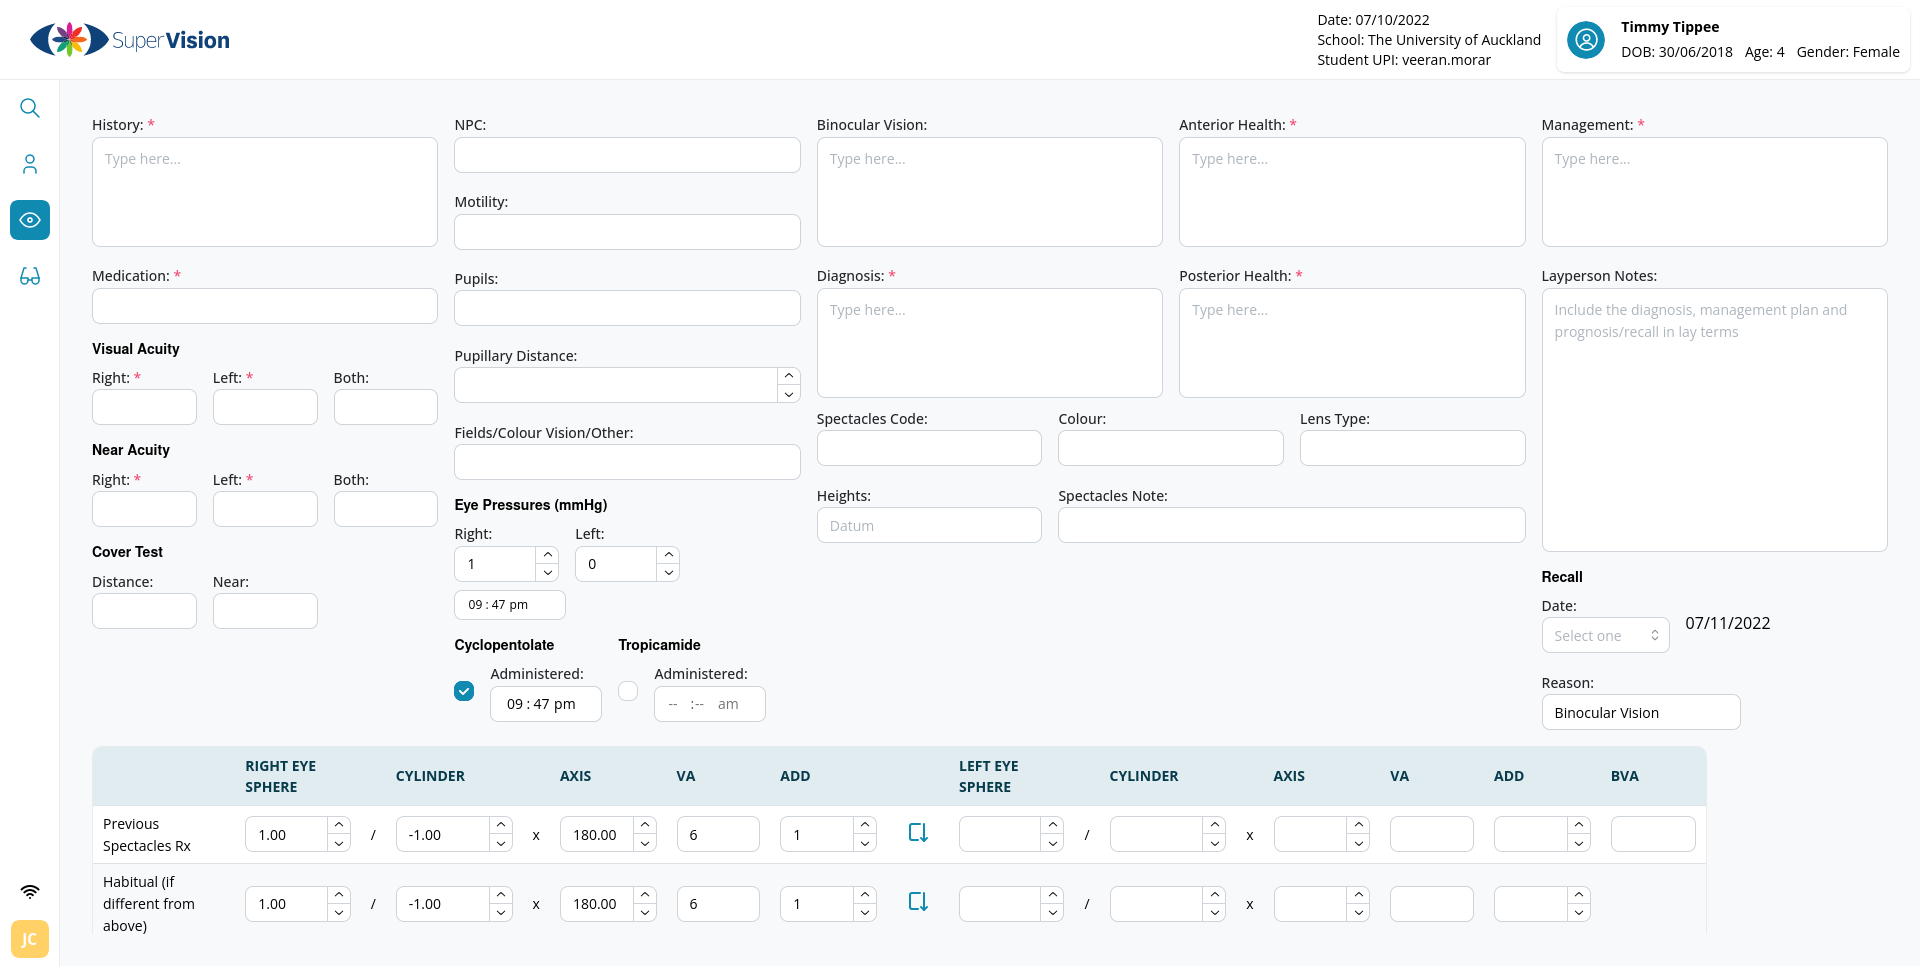 SuperVision
Date: 07/10/2022
School: The University of Auckland
Student UPI: veeran.morar
Timmy Tippee
DOB: 30/06/2018 Age: 4 Gender: Female
History: *
Type here...
Medication: *
Visual Acuity
Right: * Left: * Both:
Near Acuity
Right: * Left: * Both:
Cover Test
Distance: Near:
NPC:
Motility:
Pupils:
Pupillary Distance:
Fields/Colour Vision/Other:
Eye Pressures (mmHg)
Right: Left:
1 0
09 : 47 pm
Cyclopentolate Tropicamide
Administered: Administered:
09 : 47 pm -- :-- am
Binocular Vision:
Type here...
Anterior Health: *
Type here...
Diagnosis: *
Type here...
Posterior Health: *
Type here...
Spectacles Code: Colour: Lens Type:
Heights: Spectacles Note:
Datum
Management: *
Type here...
Layperson Notes:
Include the diagnosis, management plan and
prognosis/recall in lay terms
Recall
Date:
Select one 07/11/2022
Reason:
Binocular Vision
RIGHT EYE
SPHERE CYLINDER AXIS VA ADD LEFT EYE
SPHERE CYLINDER AXIS VA ADD BVA
Previous
Spectacles Rx 1.00 / -1.00 x 180.00 6 1 / x
Habitual (if
different from
above) 1.00 / -1.00 x 180.00 6 1 / x
JC